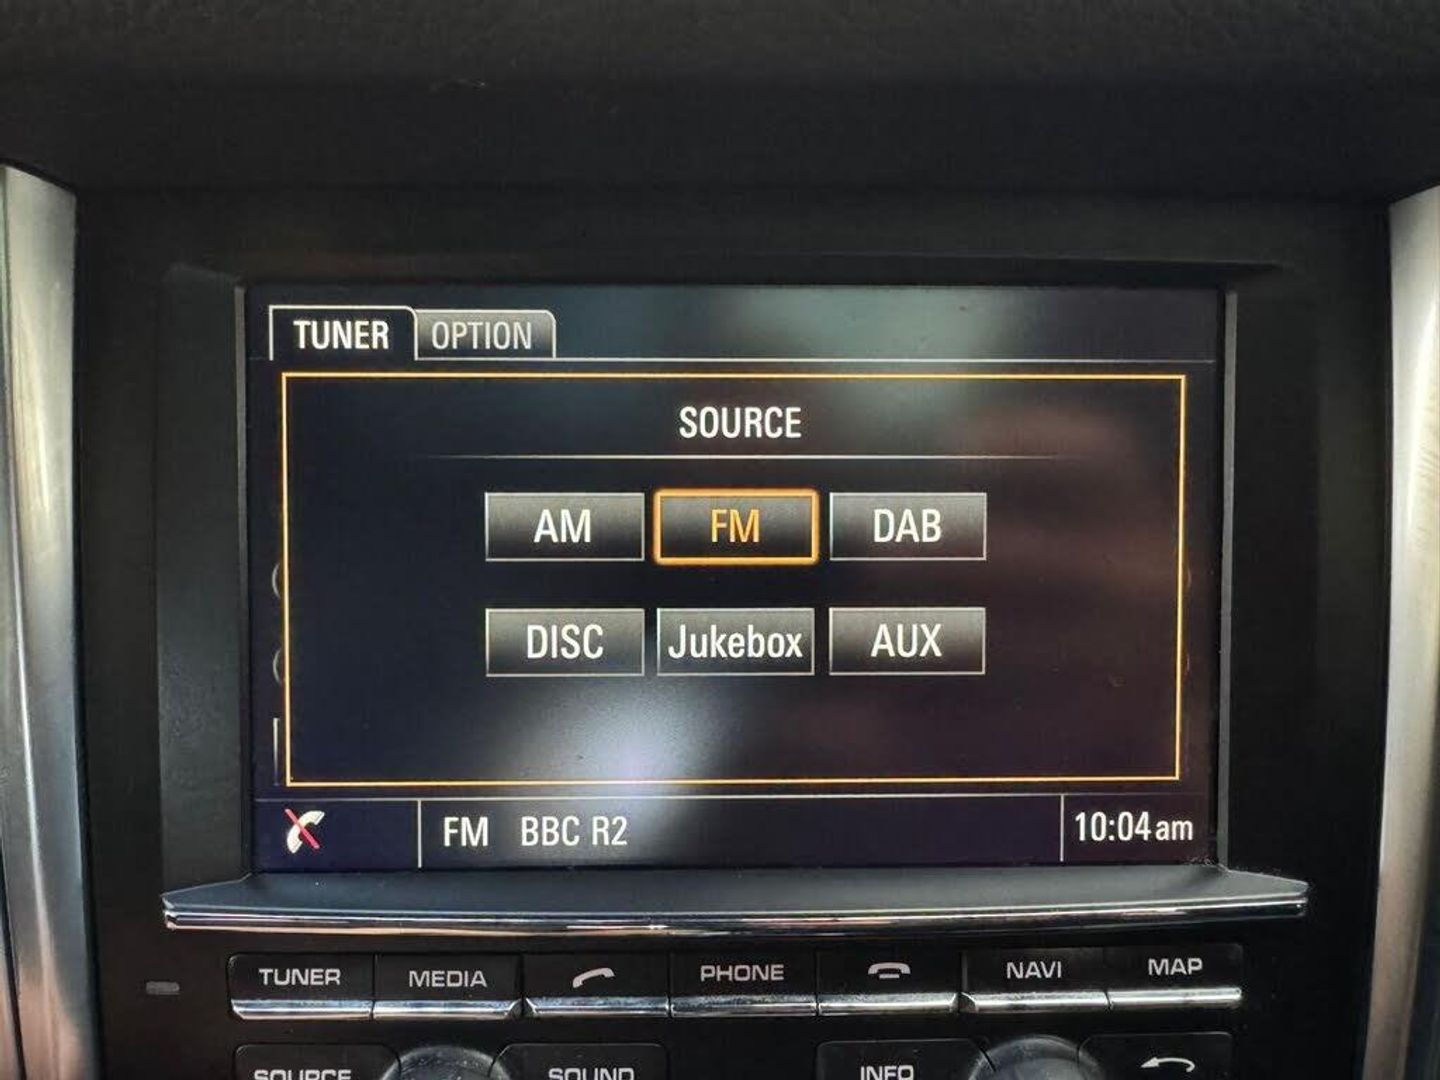 TUNER OPTION
SOURCE
AM FM DAB
DISC Jukebox AUX
FM BBC R2 10:04am
TUNER MEDIA PHONE NAVI MAP
SOURCE SOUND INFO